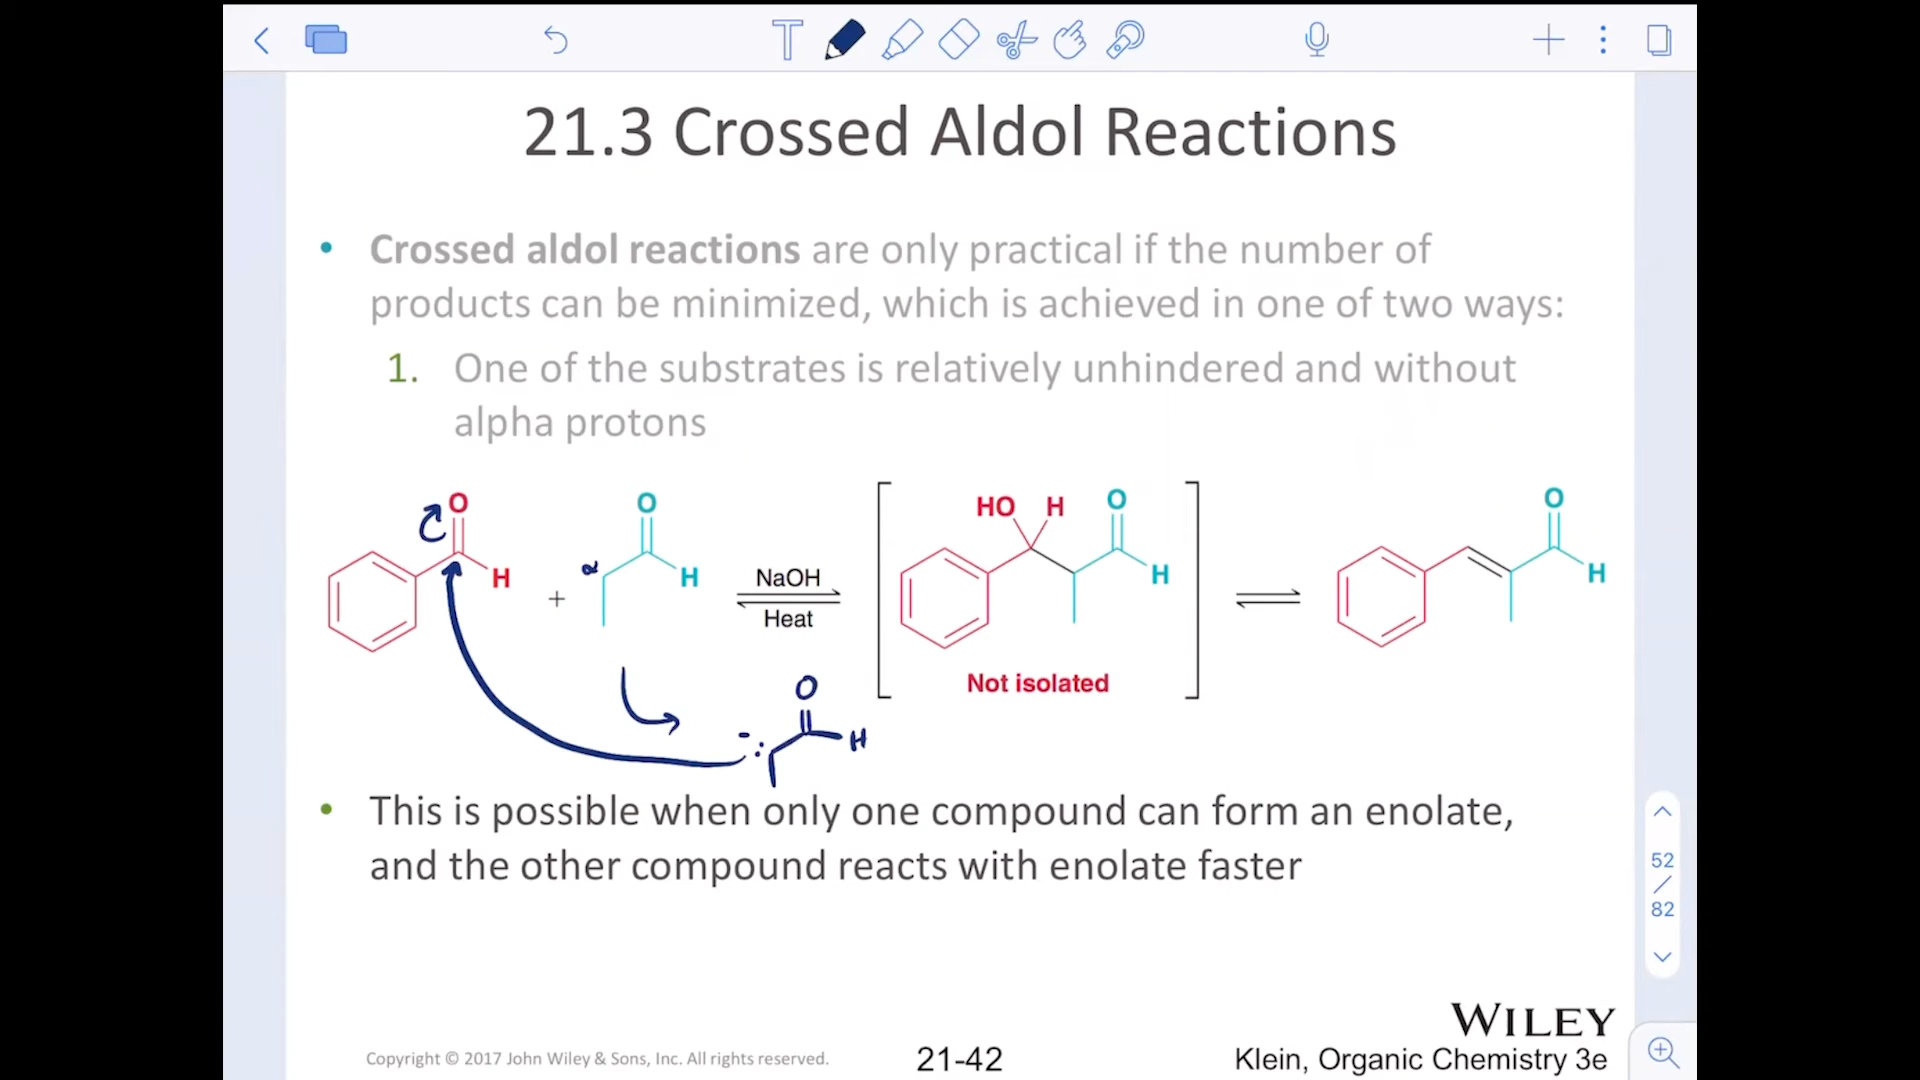 T
21.3 Crossed Aldol Reactions
• Crossed aldol reactions are only practical if the number of
products can be minimized, which is achieved in one of two ways:
1. One of the substrates is relatively unhindered and without
alpha protons
O
H
+
α
O
H
NaOH
Heat
HO H O
H
Not isolated
O
H
- : O
H
• This is possible when only one compound can form an enolate,
and the other compound reacts with enolate faster
52
/
82
WILEY
Copyright © 2017 John Wiley & Sons, Inc. All rights reserved.
21-42
Klein, Organic Chemistry 3e